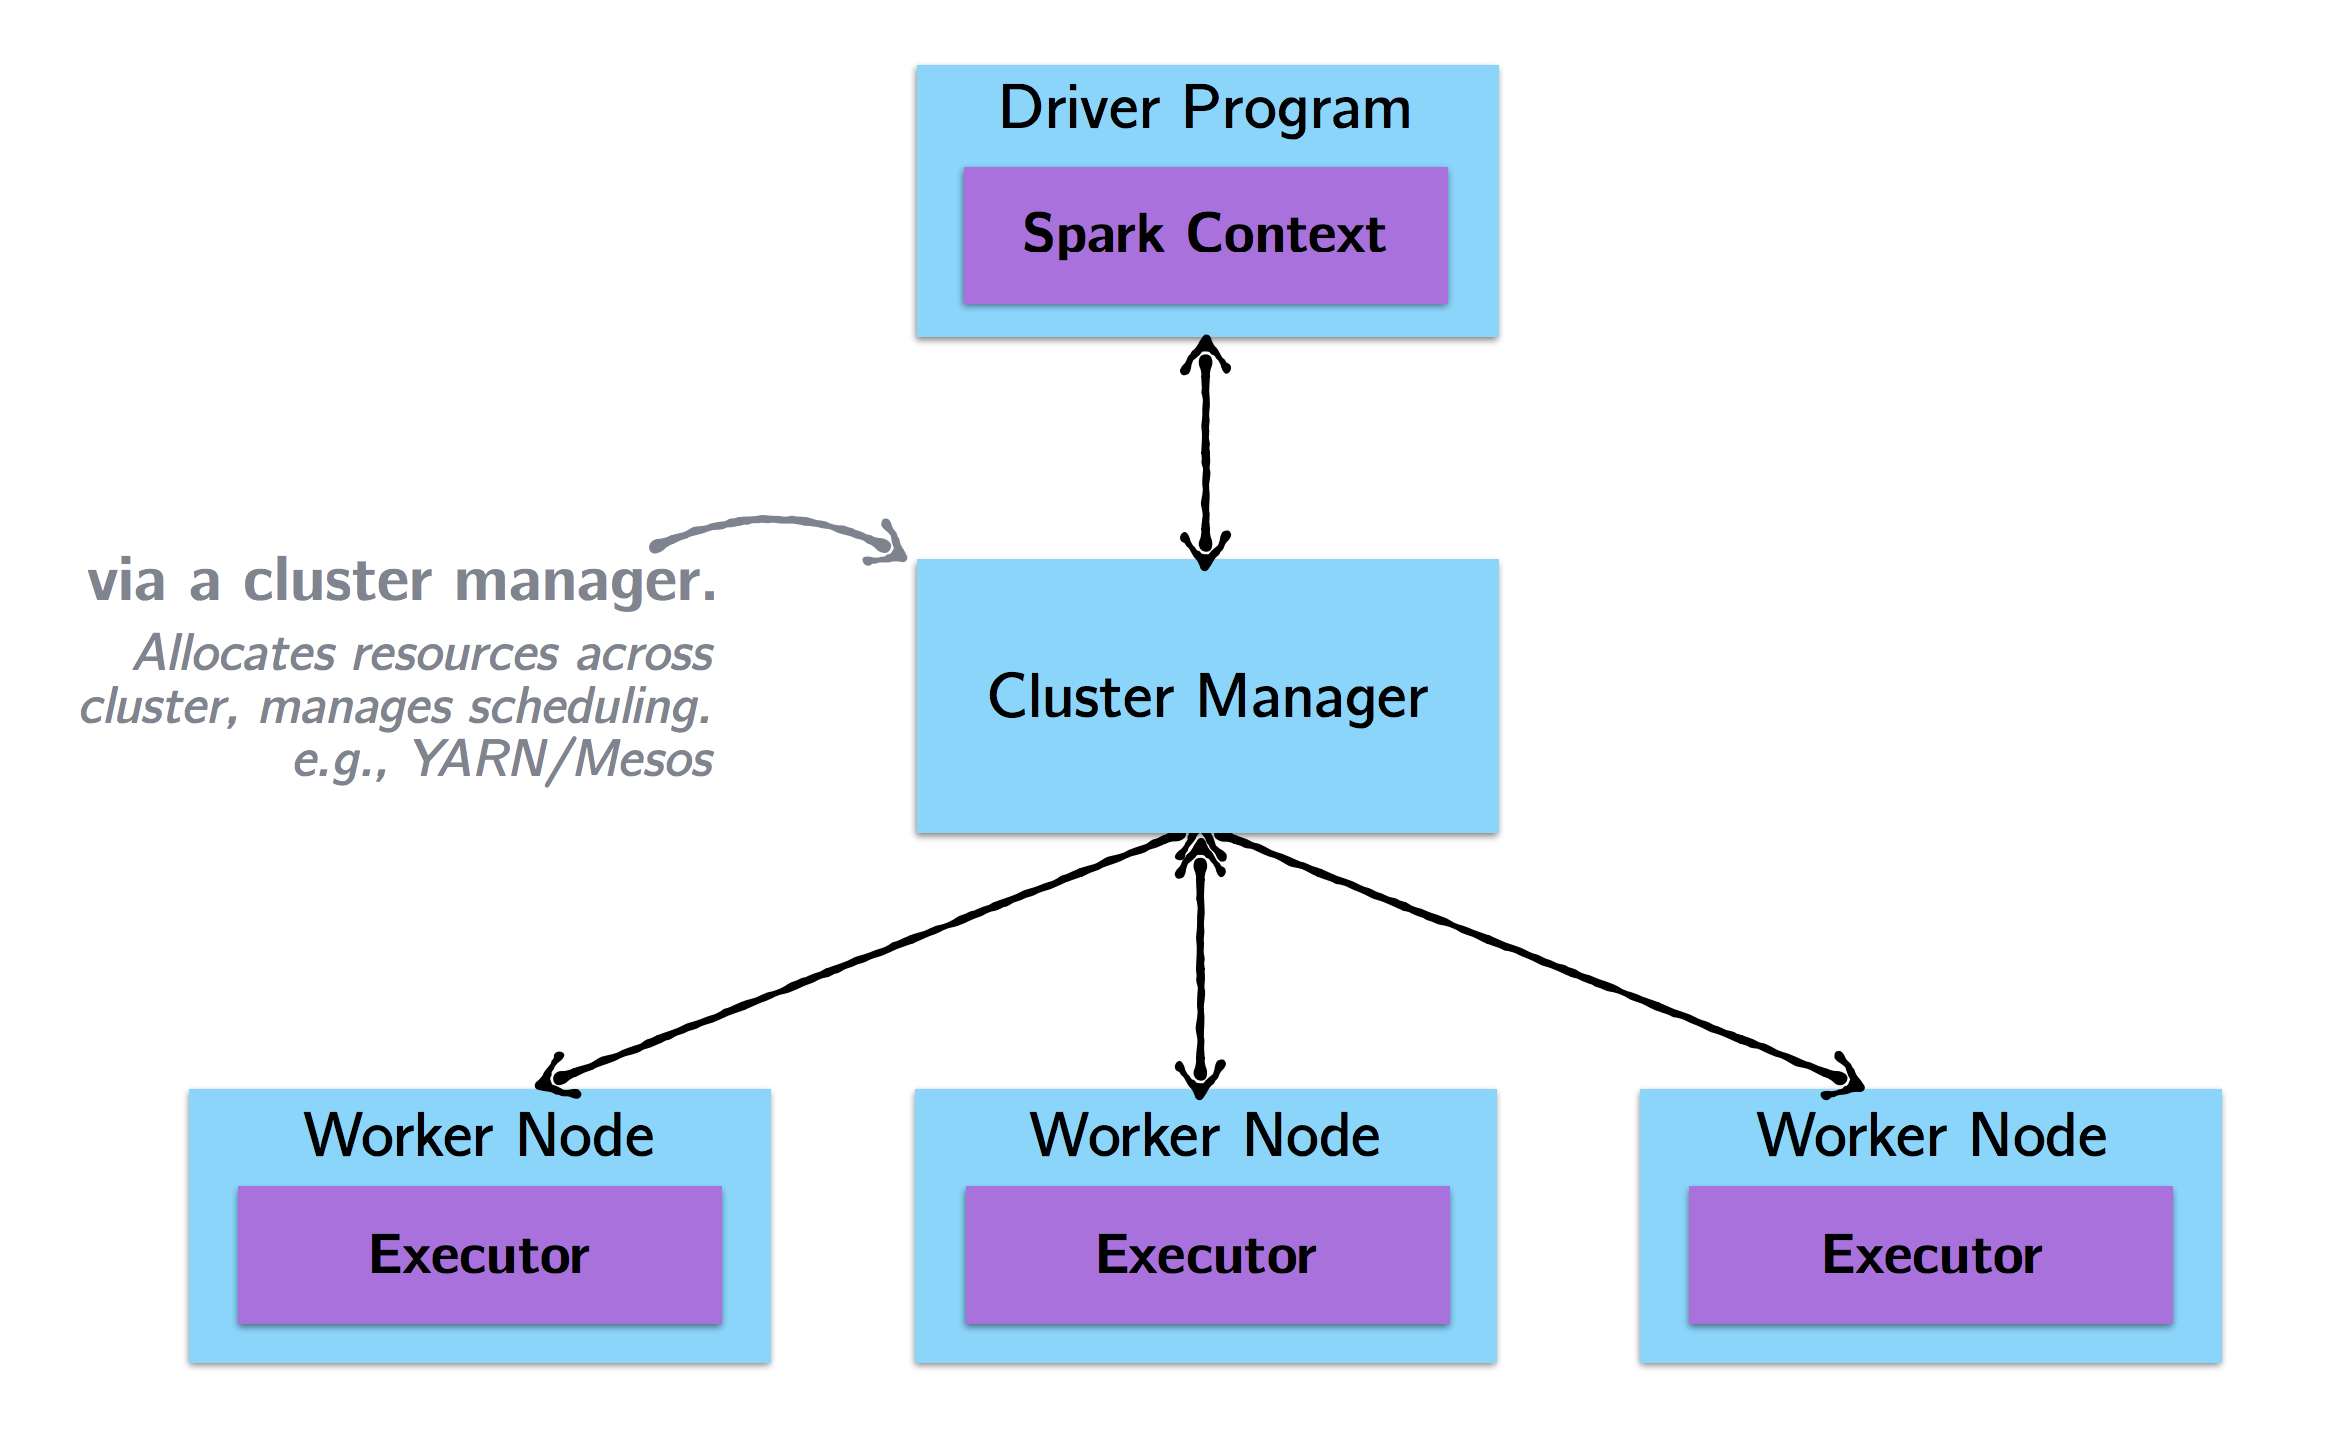 Driver Program
Spark Context
via a cluster manager.
Allocates resources across
cluster, manages scheduling.
e.g., YARN/Mesos
Cluster Manager
Worker Node
Executor
Worker Node
Executor
Worker Node
Executor